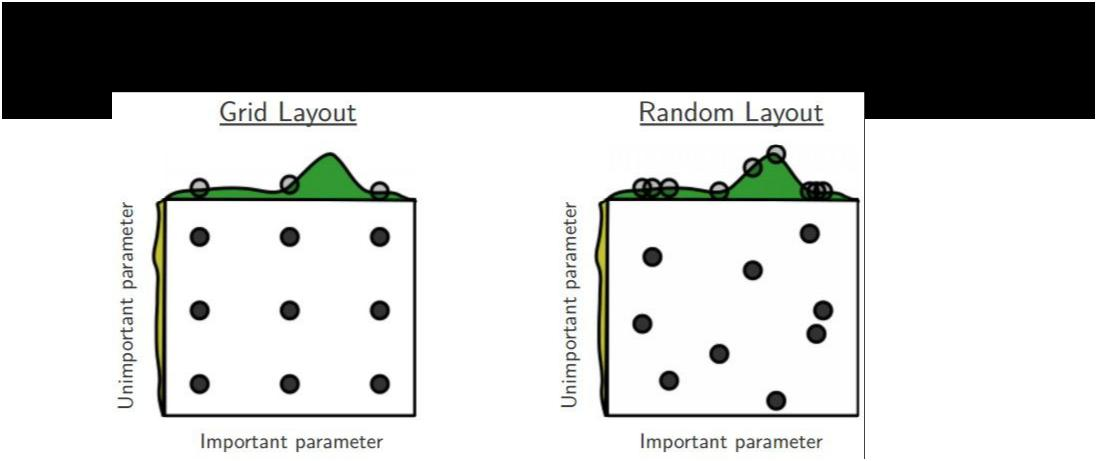 Grid Layout
Unimportant parameter
Important parameter
Random Layout
Unimportant parameter
Important parameter